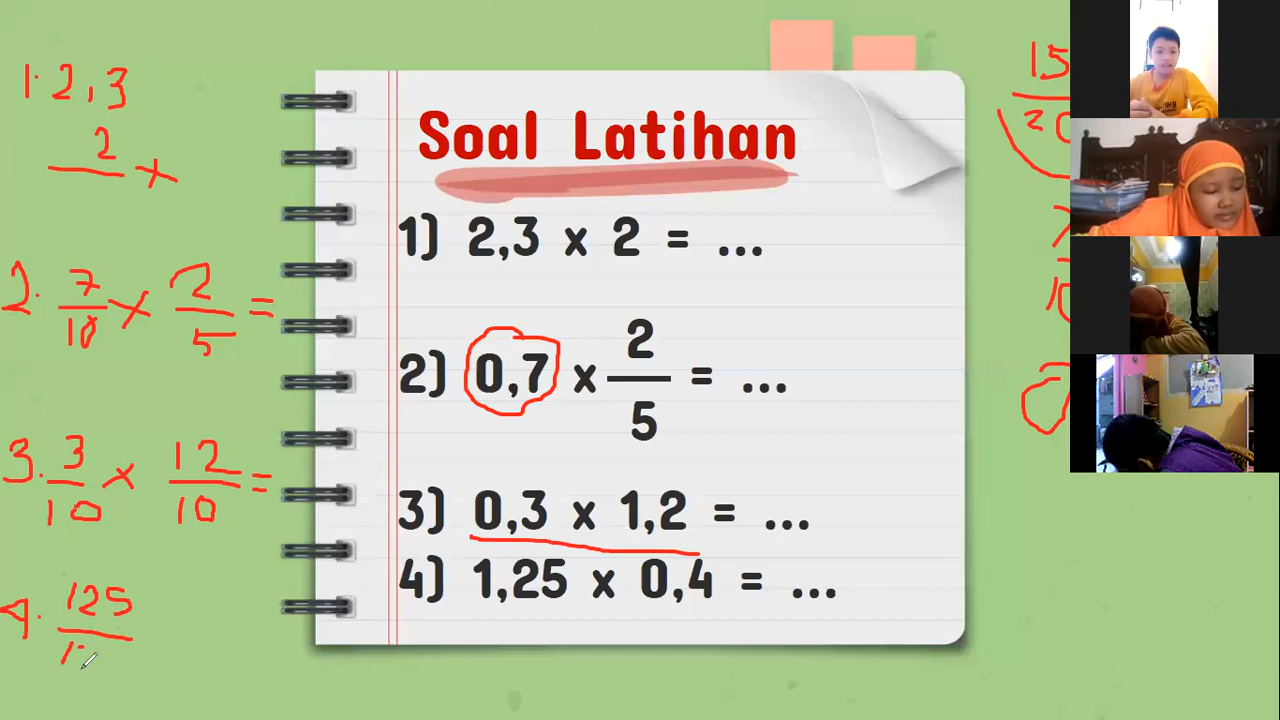 Soal Latihan
1) 2,3 x 2 = ...
2) 0,7 x 2/5 = ...
3) 0,3 x 1,2 = ...
4) 1,25 x 0,4 = ...
1. 2,3
2
x
2. 7/10 x 2/5 =
3. 3/10 x 12/10 =
4. 125
15